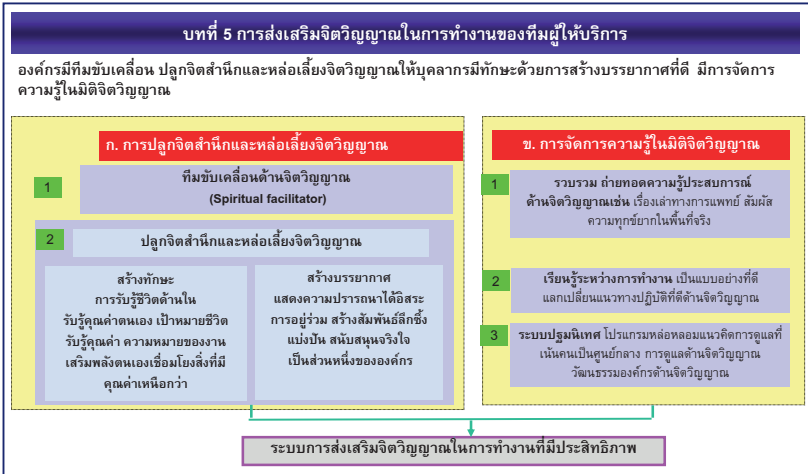 บทที่ 5 การส่งเสริมจิตวิญญาณในการทำงานของทีมผู้ให้บริการ
องค์กรมีทีมขับเคลื่อน ปลูกจิตสำนึกและหล่อเลี้ยงจิตวิญญาณให้บุคลากรมีทักษะด้วยการสร้างบรรยากาศที่ดี มีการจัดการ
ความรู้ในมิติจิตวิญญาณ
ก. การปลูกจิตสำนึกและหล่อเลี้ยงจิตวิญญาณ
1
ทีมขับเคลื่อนด้านจิตวิญญาณ
(Spiritual facilitator)
2
ปลูกจิตสำนึกและหล่อเลี้ยงจิตวิญญาณ
สร้างทักษะ
การรับรู้ชีวิตด้านใน
รับรู้คุณค่าตนเอง เป้าหมายชีวิต
รับรู้คุณค่า ความหมายของงาน
เสริมพลังตนเองเชื่อมโยงสิ่งที่มี
คุณค่าเหนือกว่า
สร้างบรรยากาศ
แสดงความปรารถนาได้อิสระ
การอยู่ร่วม สร้างสัมพันธ์ลึกซึ้ง
แบ่งปัน สนับสนุนจริงใจ
เป็นส่วนหนึ่งขององค์กร
ข. การจัดการความรู้ในมิติจิตวิญญาณ
1
รวบรวม ถ่ายทอดความรู้ประสบการณ์
ด้านจิตวิญญาณเช่น เรื่องเล่าทางการแพทย์ สัมผัส
ความทุกข์ยากในพื้นที่จริง
2
เรียนรู้ระหว่างการทำงาน เป็นแบบอย่างที่ดี
แลกเปลี่ยนแนวทางปฏิบัติที่ดีด้านจิตวิญญาณ
3
ระบบปฐมนิเทศ โปรแกรมหล่อหลอมแนวคิดการดูแลที่
เน้นคนเป็นศูนย์กลาง การดูแลด้านจิตวิญาณ
วัฒนธรรมองค์กรด้านจิตวิญญาณ
ระบบการส่งเสริมจิตวิญญาณในการทำงานที่มีประสิทธิภาพ